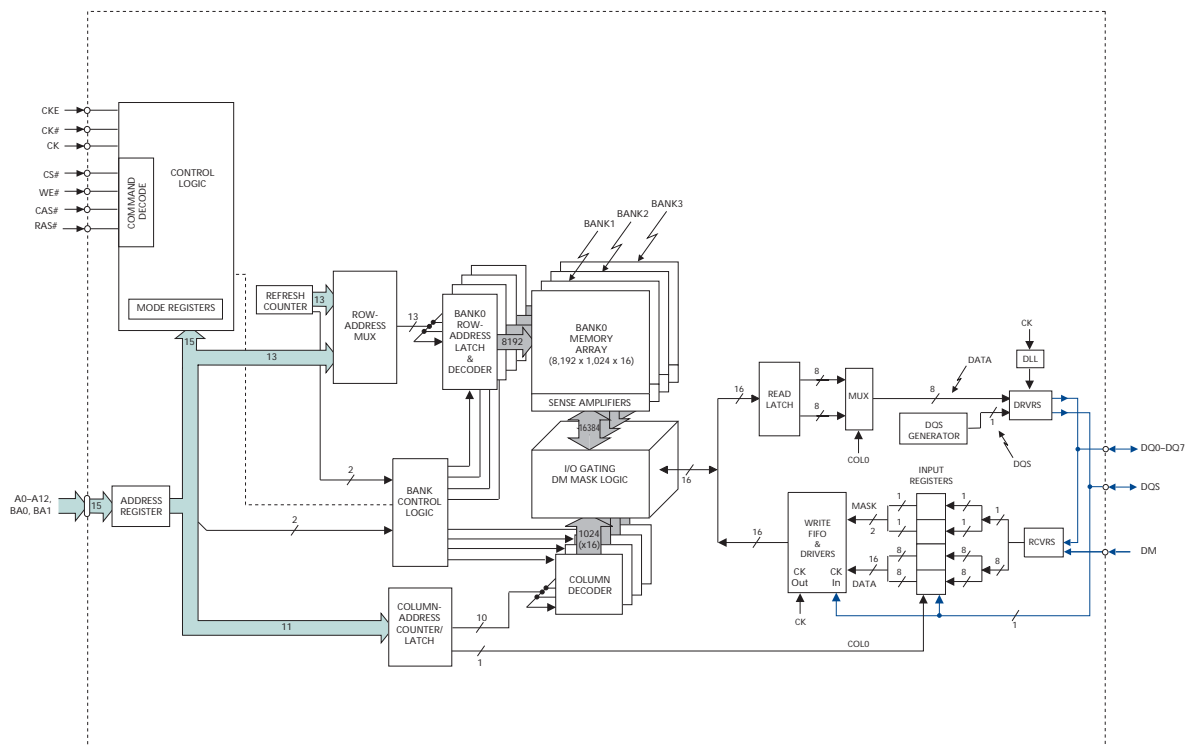 CKE
CK#
CK
CS#
WE#
CAS#
RAS#
CONTROL
LOGIC
COMMAND
DECODE
MODE REGISTERS
15
REFRESH
COUNTER
13
13
ROW-
ADDRESS
MUX
13
BANK0
ROW-
ADDRESS
LATCH
&
DECODER
8192
BANK1
BANK2
BANK3
BANK0
MEMORY
ARRAY
(8,192 x 1,024 x 16)
SENSE AMPLIFIERS
16384
I/O GATING
DM MASK LOGIC
16
1024
(x16)
COLUMN
DECODER
A0–A12,
BA0, BA1
15
ADDRESS
REGISTER
2
2
BANK
CONTROL
LOGIC
11
COLUMN-
ADDRESS
COUNTER/
LATCH
10
1
COL0
16
READ
LATCH
8
8
MUX
COL0
8
DATA
DQS
GENERATOR
1
DQS
CK
DLL
DRVRS
DQ0–DQ7
DQS
DM
16
WRITE
FIFO
&
DRIVERS
CK
Out
CK
In
CK
MASK
2
16
DATA
INPUT
REGISTERS
1
1
8
8
1
1
8
8
1
8
RCVRS
1